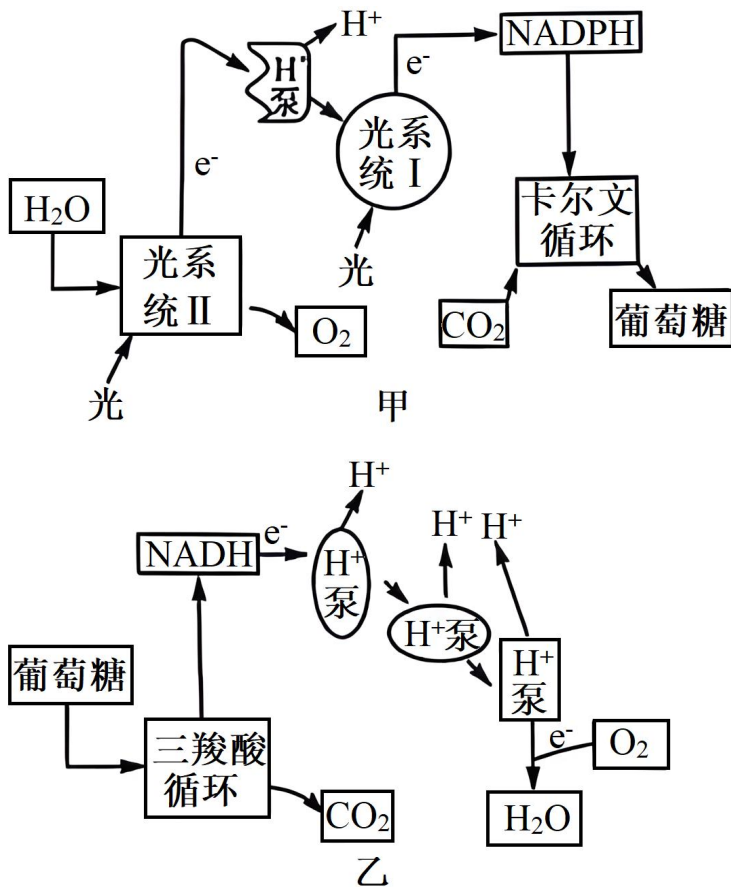 H⁺
NADPH
e⁻
H⁺
泵
光系
统Ⅰ
e⁻
H₂O
卡尔文
循环
光
光系
统Ⅱ
O₂
CO₂
葡萄糖
光
甲
H⁺
H⁺ H⁺
e⁻
NADH
H⁺
泵
H⁺泵
H⁺
泵
葡萄糖
三羧酸
循环
e⁻
O₂
CO₂
H₂O
乙